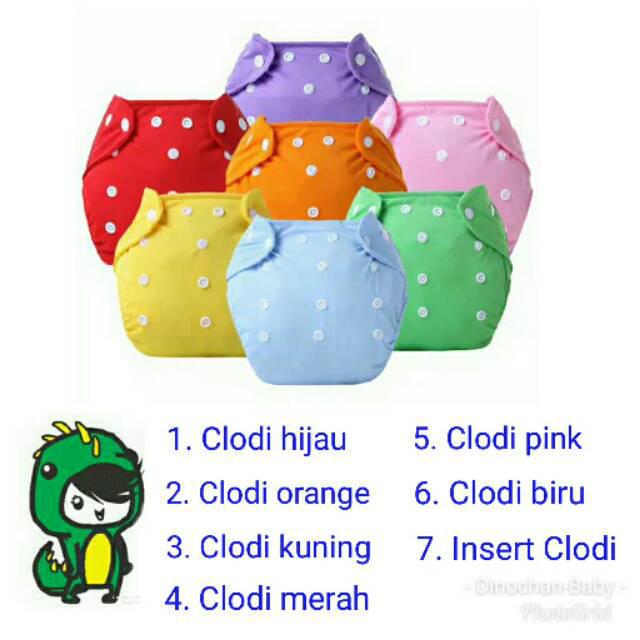 1. Clodi hijau
2. Clodi orange
3. Clodi kuning
4. Clodi merah
5. Clodi pink
6. Clodi biru
7. Insert Clodi
- Dinochan-Baby -
PhotoGrid